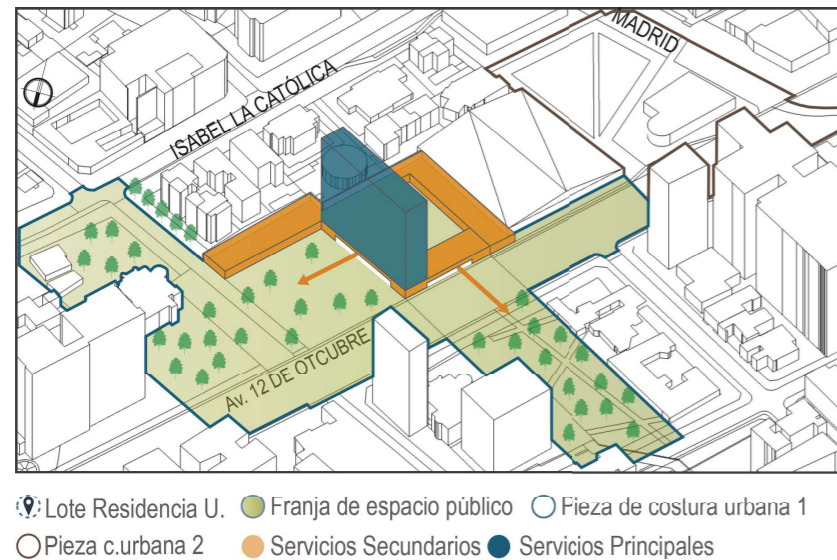 MADRID
ISABEL LA CATÓLICA
Av. 12 DE OTCUBRE
Lote Residencia U. Franja de espacio público Pieza de costura urbana 1
Pieza c.urbana 2 Servicios Secundarios Servicios Principales